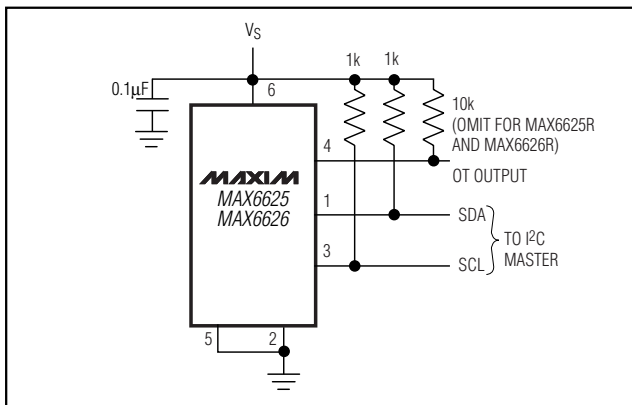 VS
1k 1k
0.1µF
6
10k
(OMIT FOR MAX6625R
AND MAX6626R)
4
OT OUTPUT
MAXIM
MAX6625
MAX6626
1
SDA
TO I2C
MASTER
3
SCL
5 2